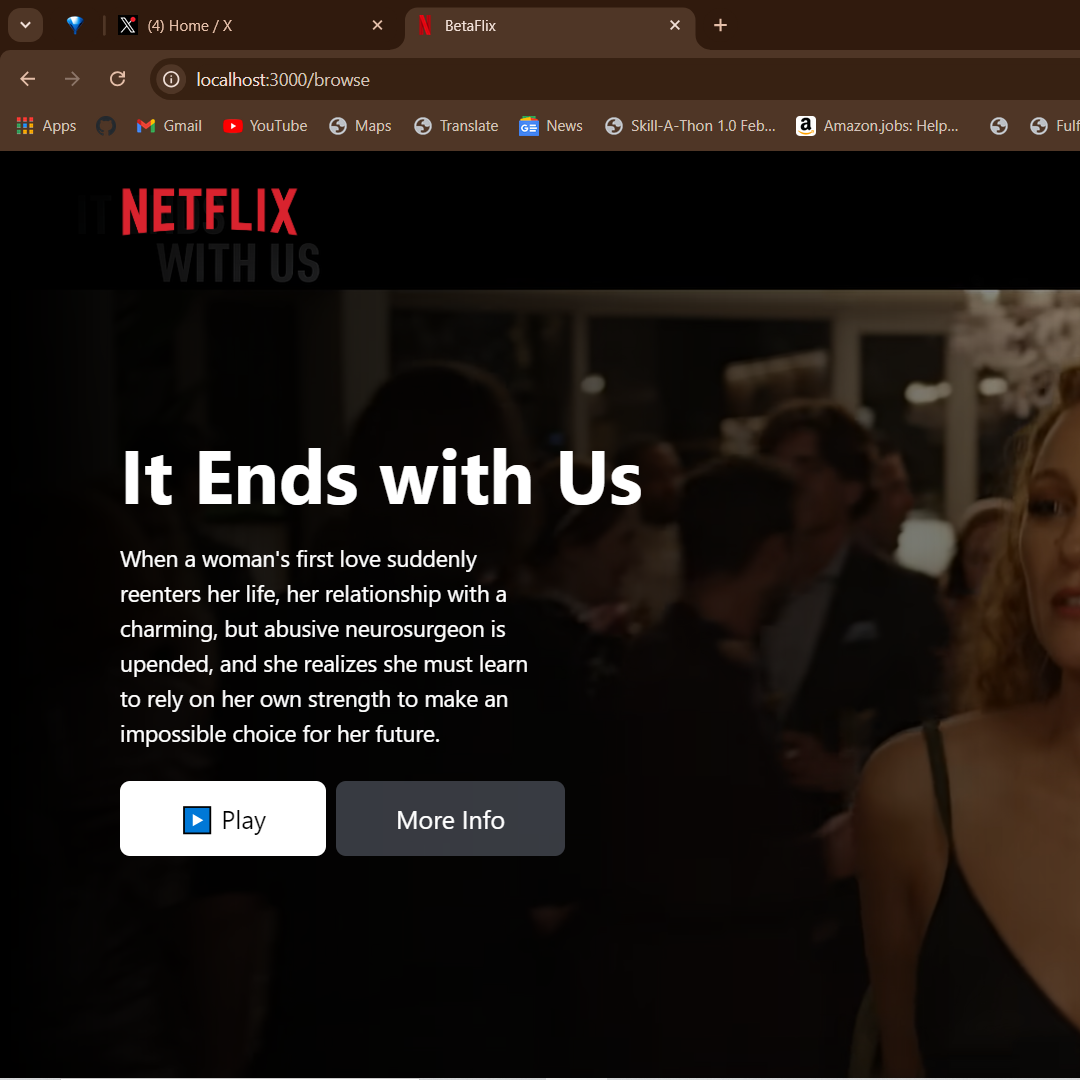 (4) Home / X
BetaFlix
localhost:3000/browse
Apps
Gmail
YouTube
Maps
Translate
News
Skill-A-Thon 1.0 Feb...
Amazon.jobs: Help...
NETFLIX
IT
US
WITH US
It Ends with Us
When a woman's first love suddenly
reenters her life, her relationship with a
charming, but abusive neurosurgeon is
upended, and she realizes she must learn
to rely on her own strength to make an
impossible choice for her future.
Play
More Info